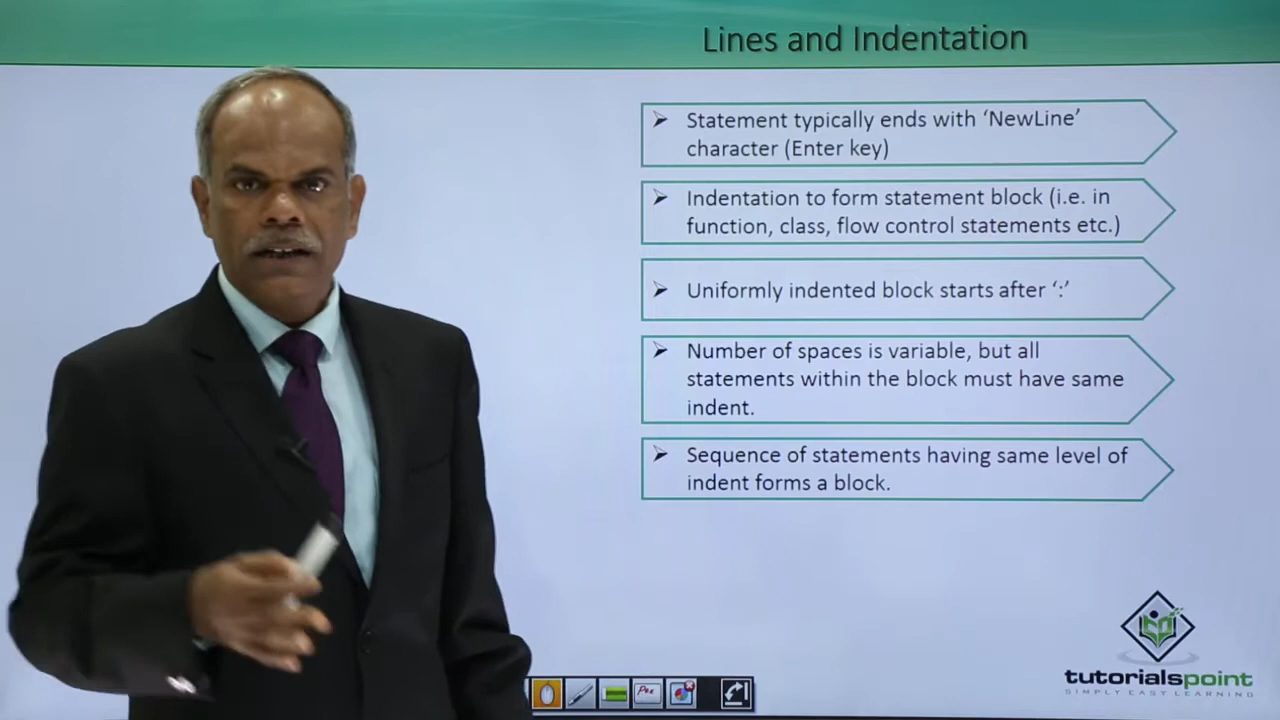 Lines and Indentation
➢ Statement typically ends with ‘NewLine’
character (Enter key)
➢ Indentation to form statement block (i.e. in
function, class, flow control statements etc.)
➢ Uniformly indented block starts after ‘:’
➢ Number of spaces is variable, but all
statements within the block must have same
indent.
➢ Sequence of statements having same level of
indent forms a block.
tutorialspoint
SIMPLY EASY LEARNING
Pen